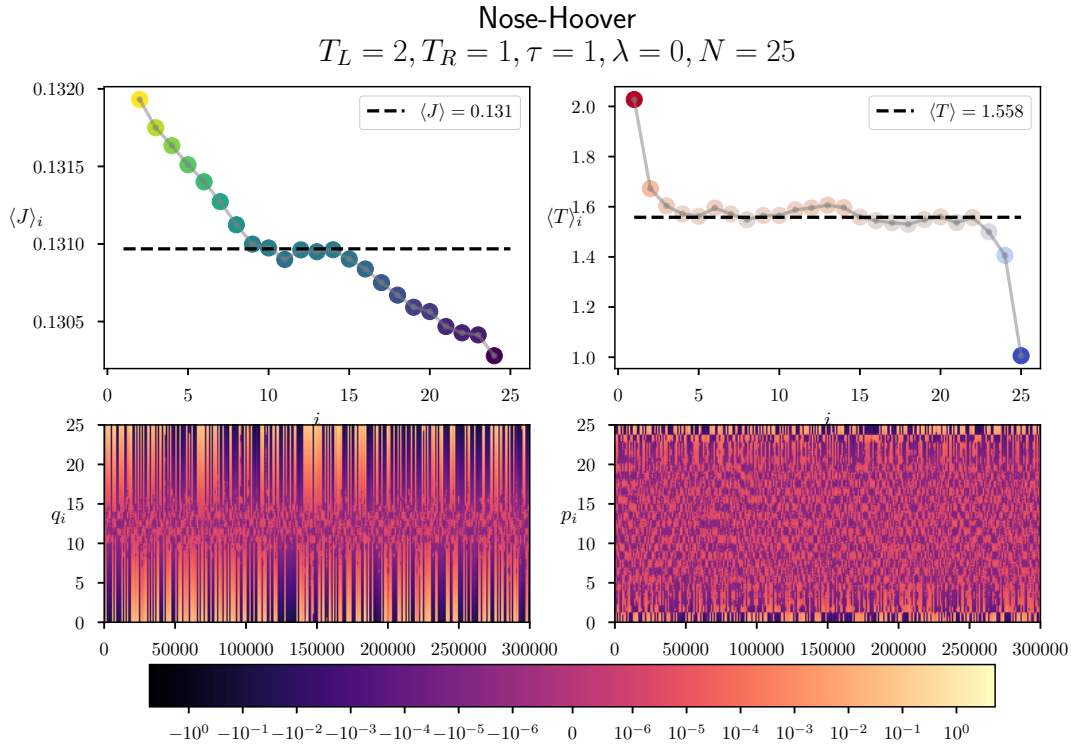 Nose-Hoover
T_L = 2, T_R = 1, τ = 1, λ = 0, N = 25
⟨J⟩_i
0.1320
0.1315
0.1310
0.1305
⟨J⟩ = 0.131
0 5 10 15 20 25
i
⟨T⟩_i
2.0
1.8
1.6
1.4
1.2
1.0
⟨T⟩ = 1.558
0 5 10 15 20 25
i
q_i
25
20
15
10
5
0
0 50000 100000 150000 200000 250000 300000
p_i
25
20
15
10
5
0
0 50000 100000 150000 200000 250000 300000
−10^0 −10^-1 −10^-2 −10^-3 −10^-4 −10^-5 −10^-6 0 10^-6 10^-5 10^-4 10^-3 10^-2 10^-1 10^0